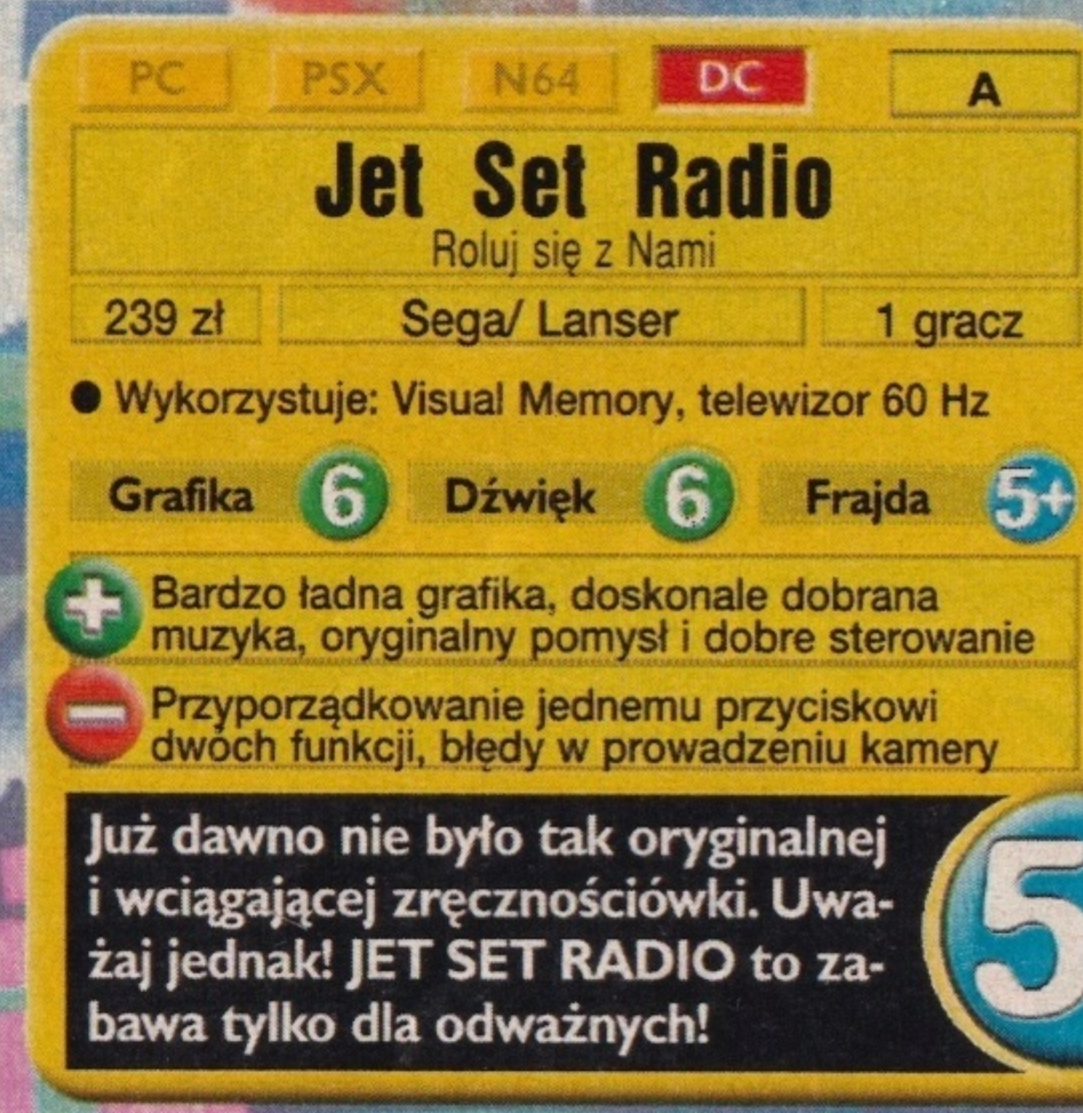 PC PSX N64 DC A
Jet Set Radio
Roluj się z Nami
239 zł Sega/ Lanser 1 gracz
● Wykorzystuje: Visual Memory, telewizor 60 Hz
Grafika 6 Dźwięk 6 Frajda 5+
+ Bardzo ładna grafika, doskonale dobrana
muzyka, oryginalny pomysł i dobre sterowanie
− Przyporządkowanie jednemu przyciskowi
dwóch funkcji, błędy w prowadzeniu kamery
Już dawno nie było tak oryginalnej
i wciągającej zręcznościówki. Uwa-
żaj jednak! JET SET RADIO to za-
bawa tylko dla odważnych!
5